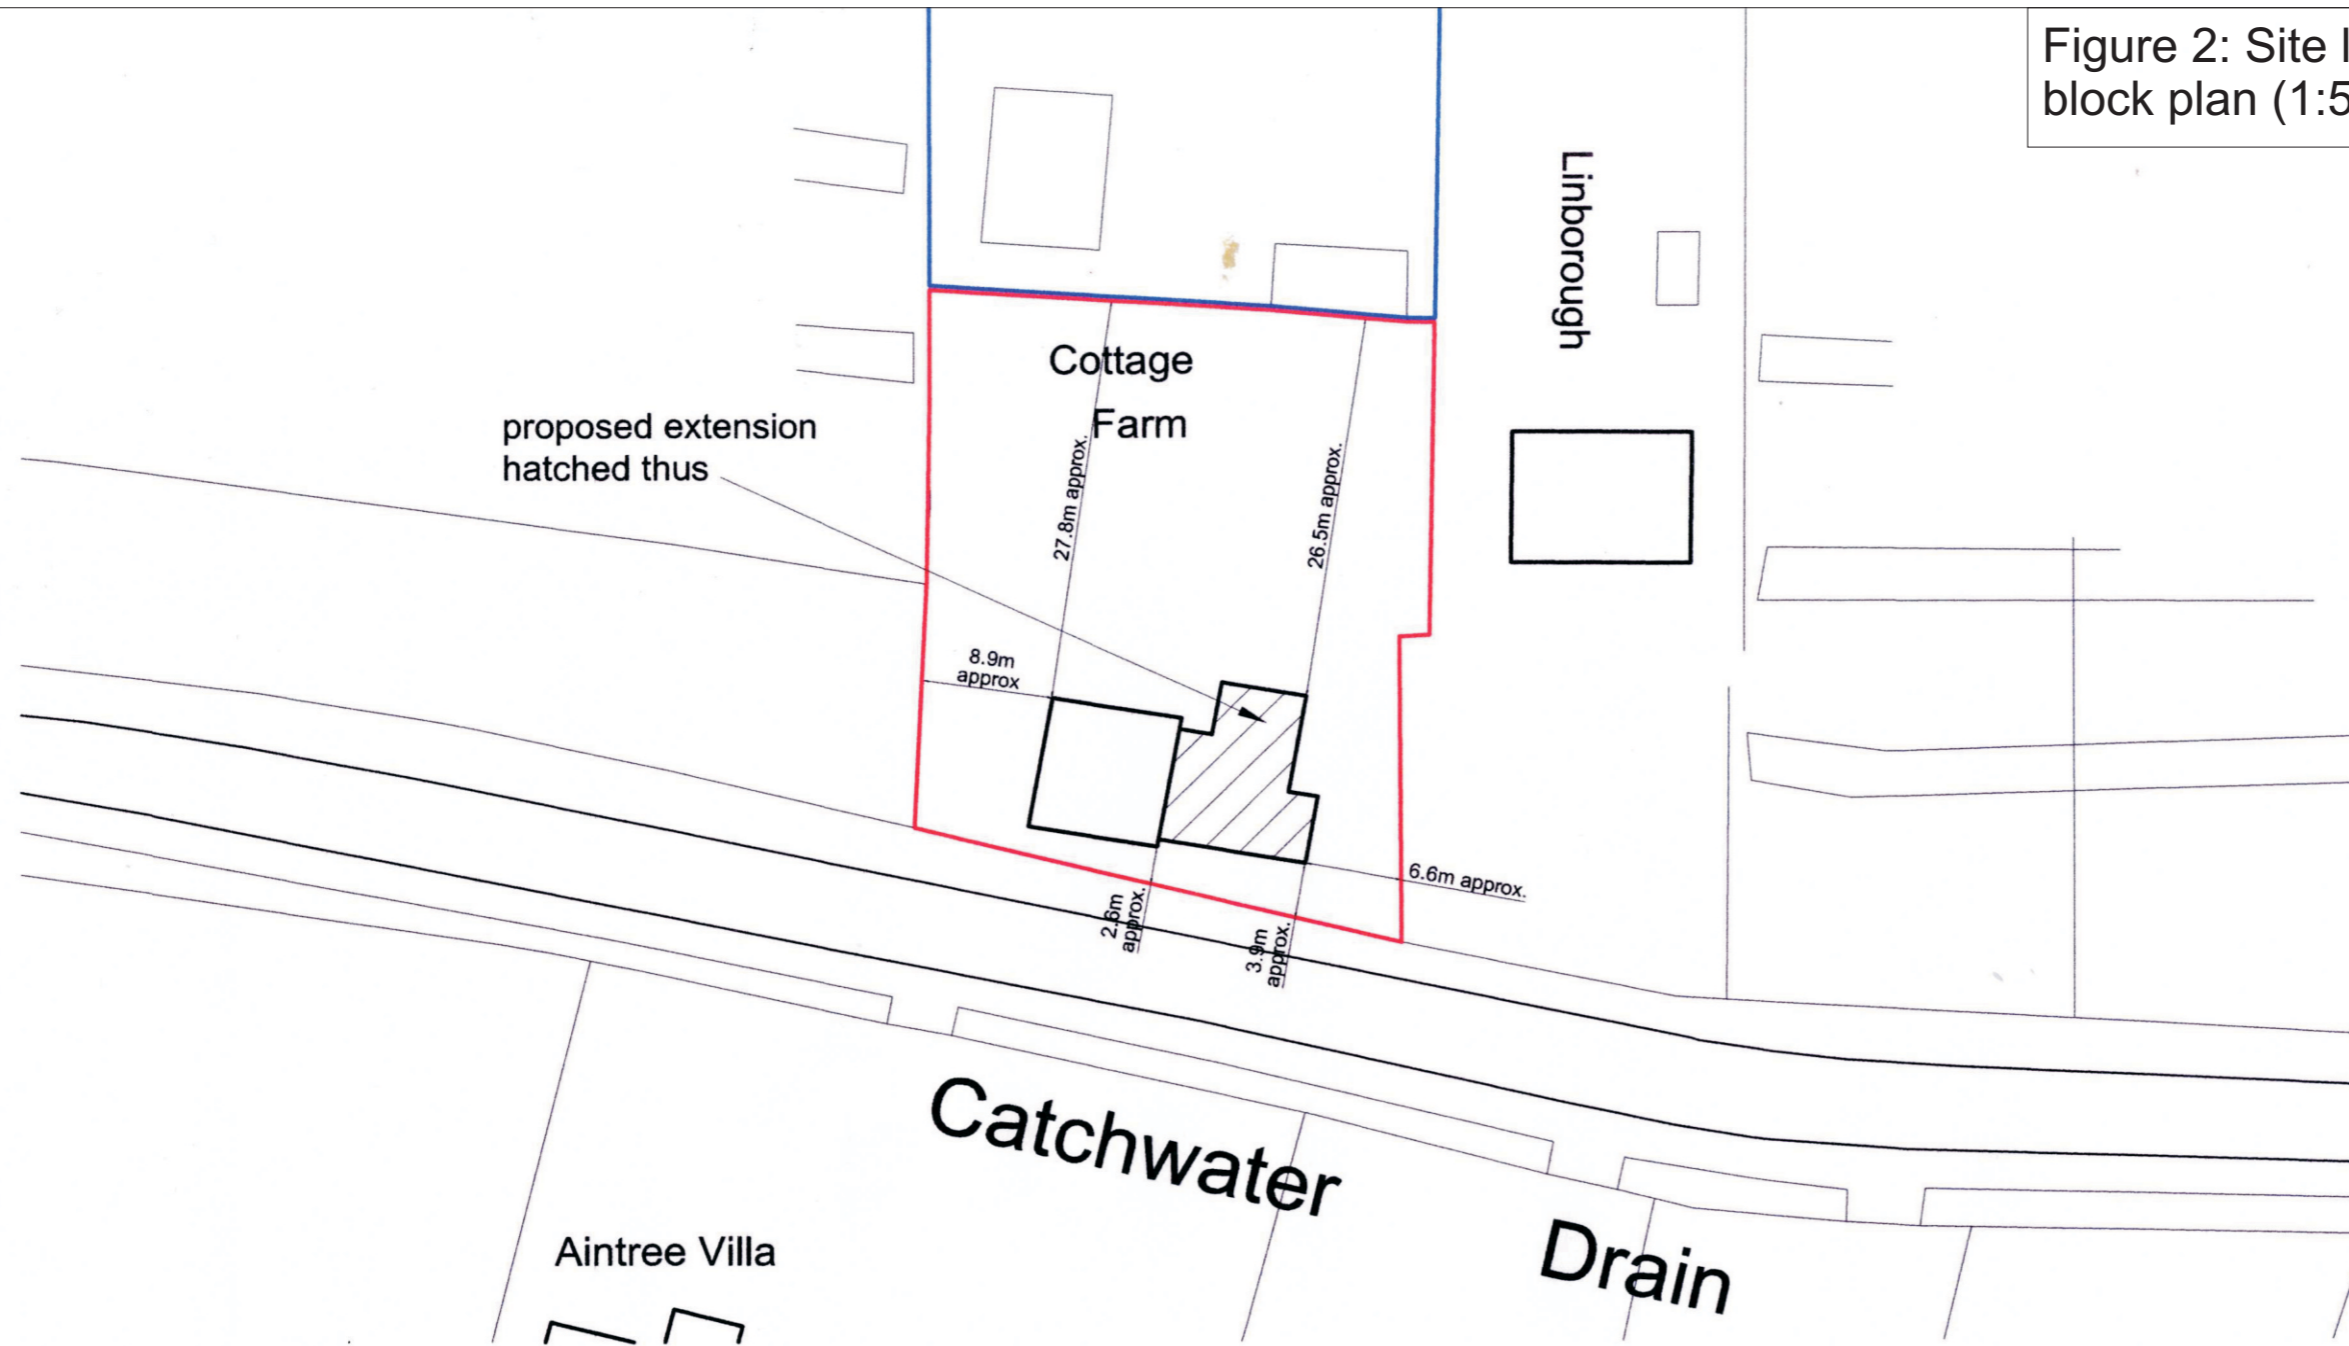 Figure 2: Site
block plan (1:5
Linborough
Cottage
Farm
proposed extension
hatched thus
27.8m approx.
26.5m approx.
8.9m
approx
6.6m approx.
2.6m
approx.
3.9m
approx.
Catchwater
Drain
Aintree Villa